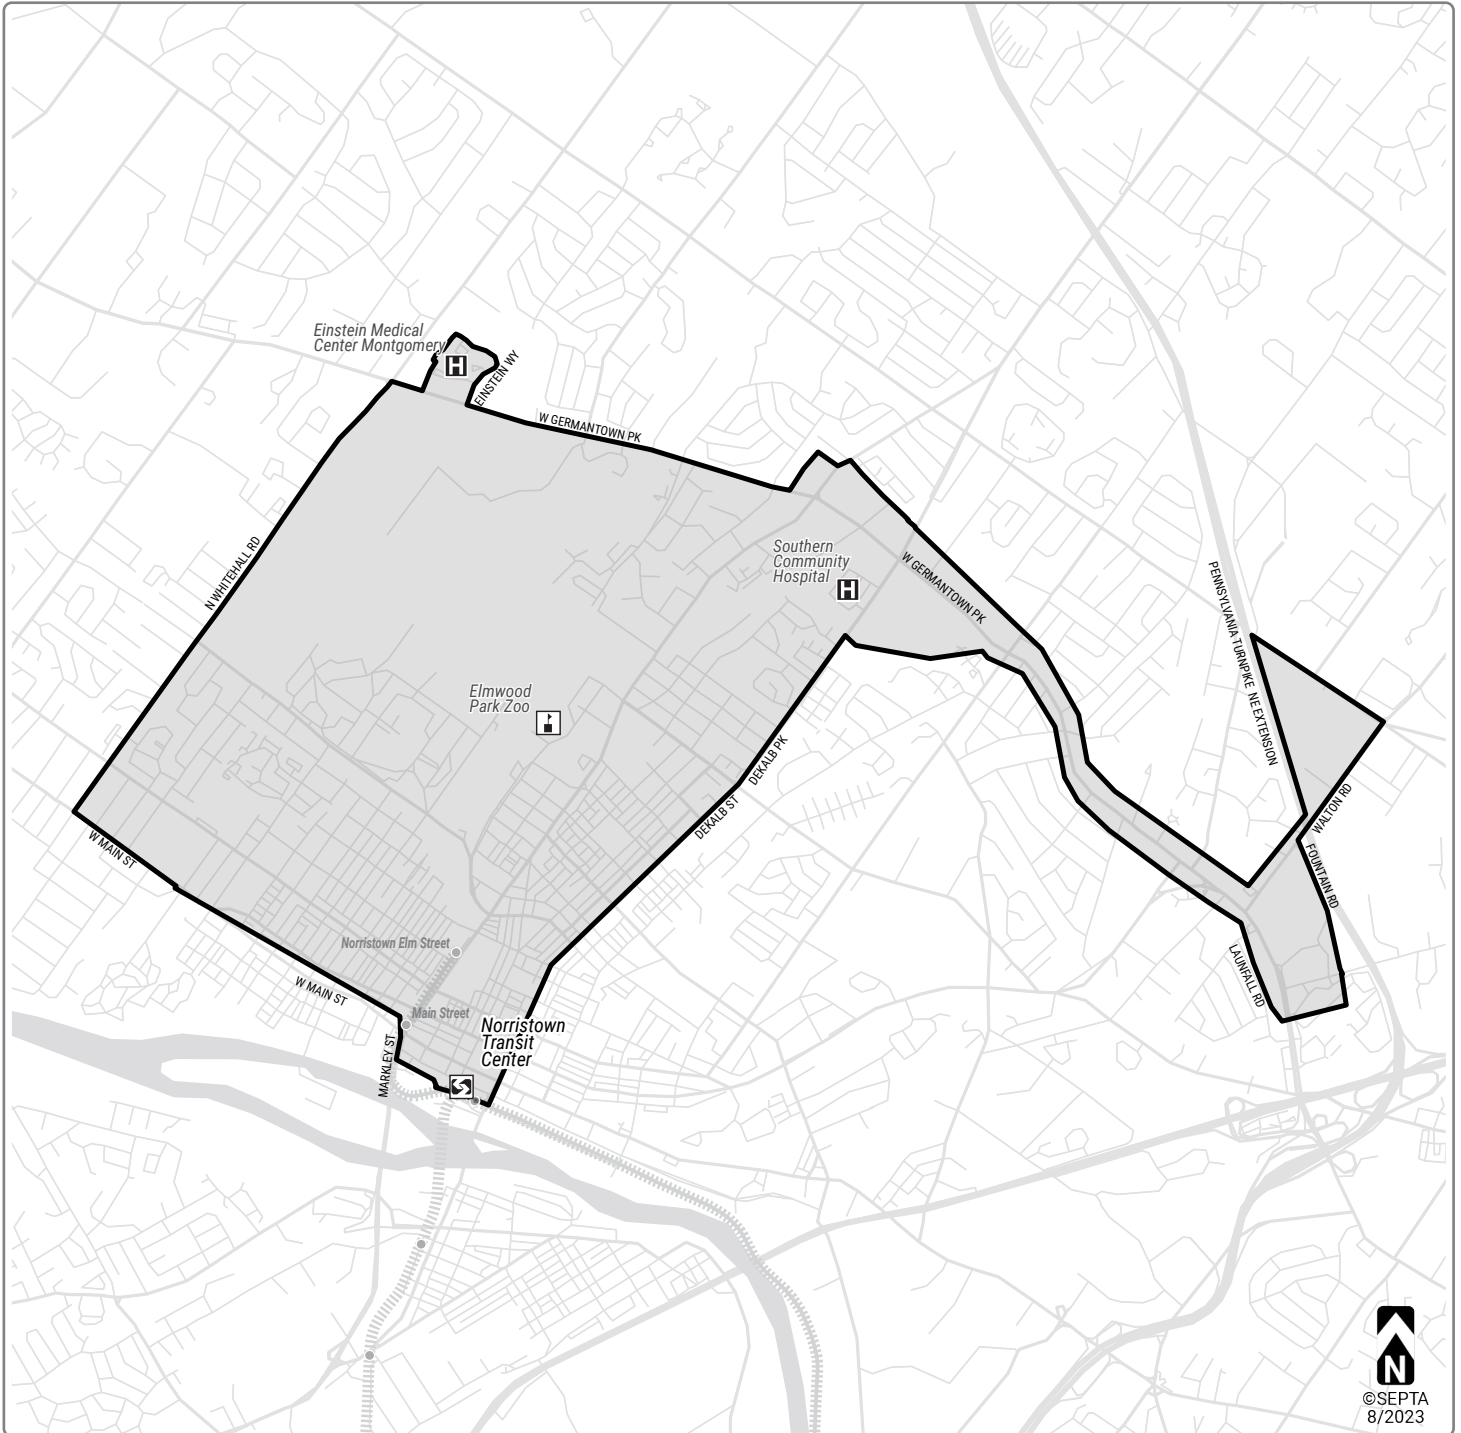 Einstein Medical
Center Montgomery
H
EINSTEIN WY
W GERMANTOWN PK
N WHITEHALL RD
Southern
Community
Hospital
H
W GERMANTOWN PK
PENNSYLVANIA TURNPIKE NE EXTENSION
Elmwood
Park Zoo
DEKALB PK
DEKALB ST
WALTON RD
FOUNTAIN RD
W MAIN ST
Norristown Elm Street
LAUNFALL RD
W MAIN ST
Main Street
Norristown
Transit
Center
MARKLEY ST
N
©SEPTA
8/2023